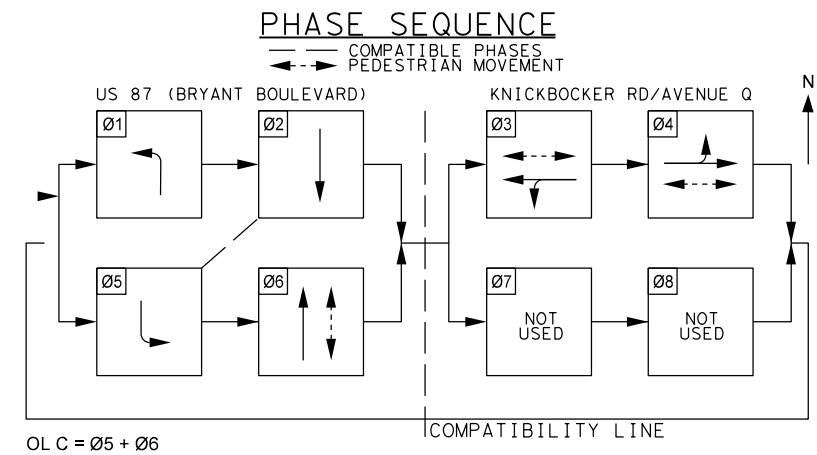 PHASE SEQUENCE
COMPATIBLE PHASES
PEDESTRIAN MOVEMENT
US 87 (BRYANT BOULEVARD)
KNICKBOCKER RD/AVENUE Q
N
Ø1
Ø2
Ø3
Ø4
Ø5
Ø6
Ø7
NOT
USED
Ø8
NOT
USED
COMPATIBILITY LINE
OL C = Ø5 + Ø6